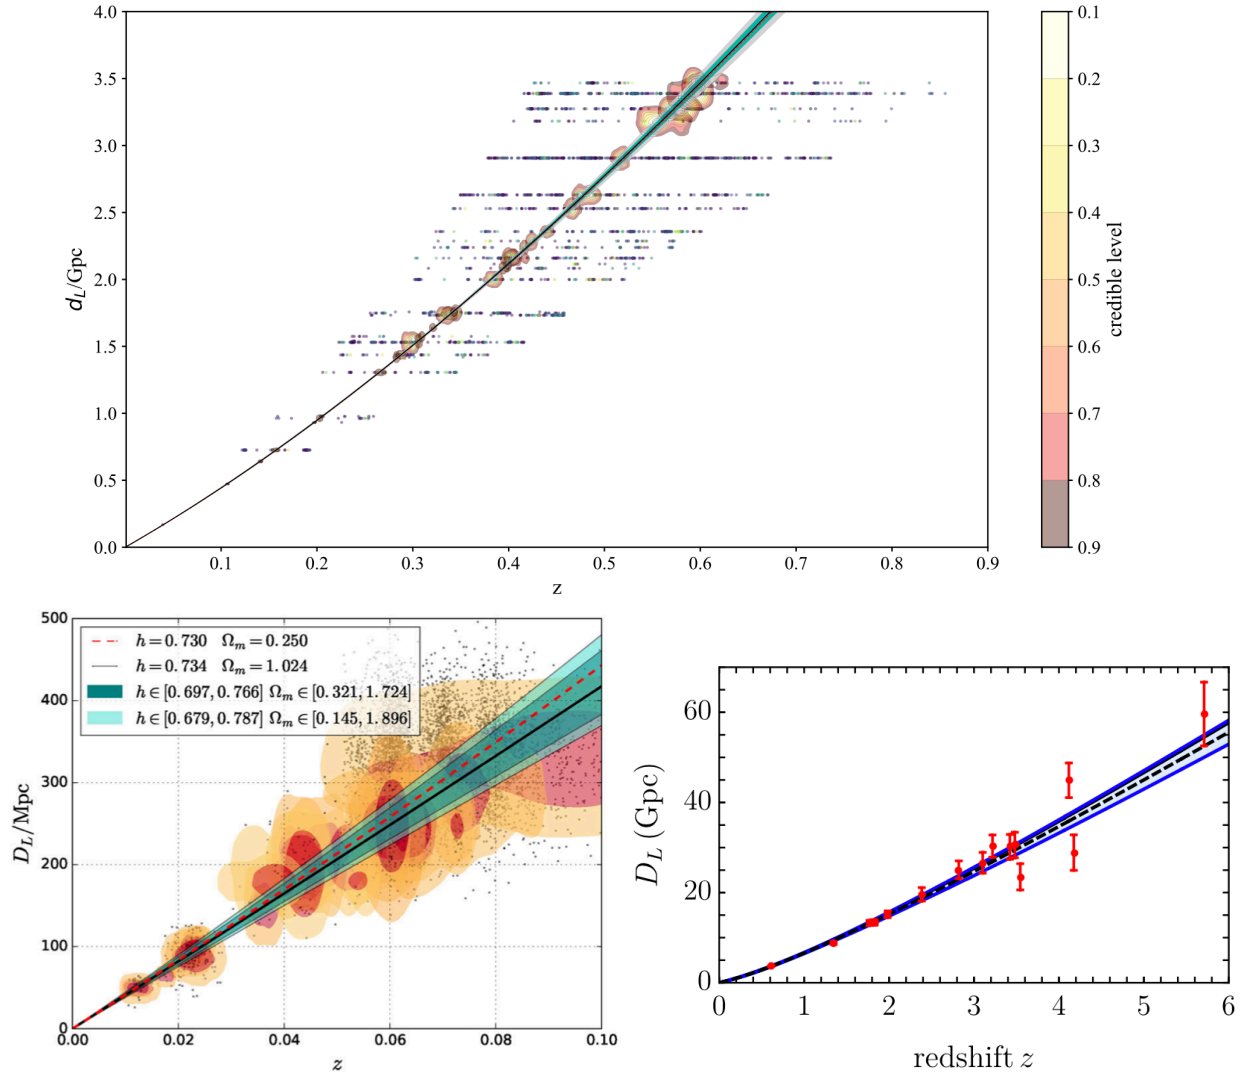 4.0
3.5
3.0
2.5
2.0
1.5
1.0
0.5
0.0
d_L/Gpc
0.1 0.2 0.3 0.4 0.5 0.6 0.7 0.8 0.9
z
0.1
0.2
0.3
0.4
0.5
0.6
0.7
0.8
0.9
credible level
500
400
300
200
100
0
D_L/Mpc
h = 0.730 Ω_m = 0.250
h = 0.734 Ω_m = 1.024
h ∈ [0.697, 0.766] Ω_m ∈ [0.321, 1.724]
h ∈ [0.679, 0.787] Ω_m ∈ [0.145, 1.896]
0.00 0.02 0.04 0.06 0.08 0.10
z
60
40
20
0
D_L (Gpc)
0 1 2 3 4 5 6
redshift z